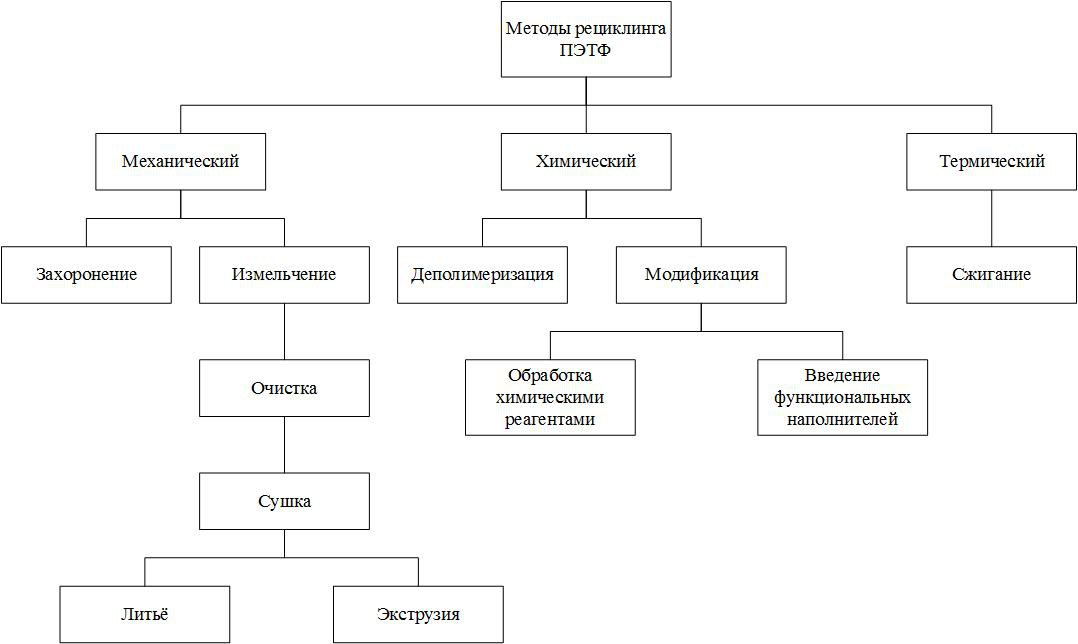 Методы рециклинга
ПЭТФ
Механический
Химический
Термический
Захоронение
Измельчение
Деполимеризация
Модификация
Сжигание
Очистка
Обработка
химическими
реагентами
Введение
функциональных
наполнителей
Сушка
Литьё
Экструзия